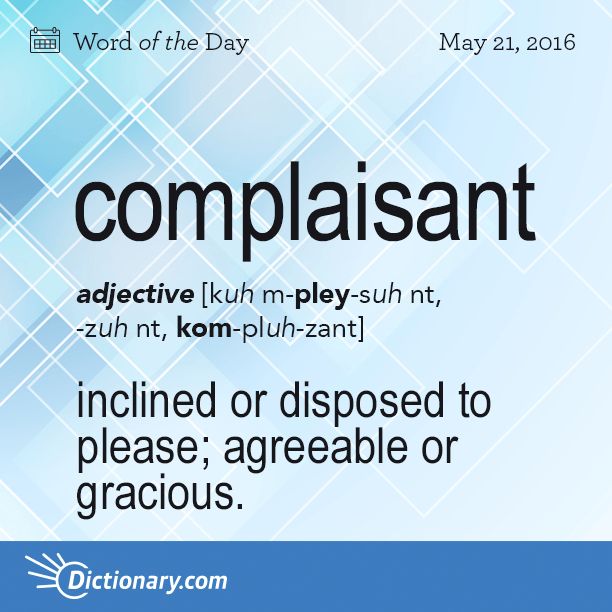 Word of the Day
May 21, 2016
complaisant
adjective [kuh m-pley-suh nt,
-zuh nt, kom-pluh-zant]
inclined or disposed to
please; agreeable or
gracious.
Dictionary.com